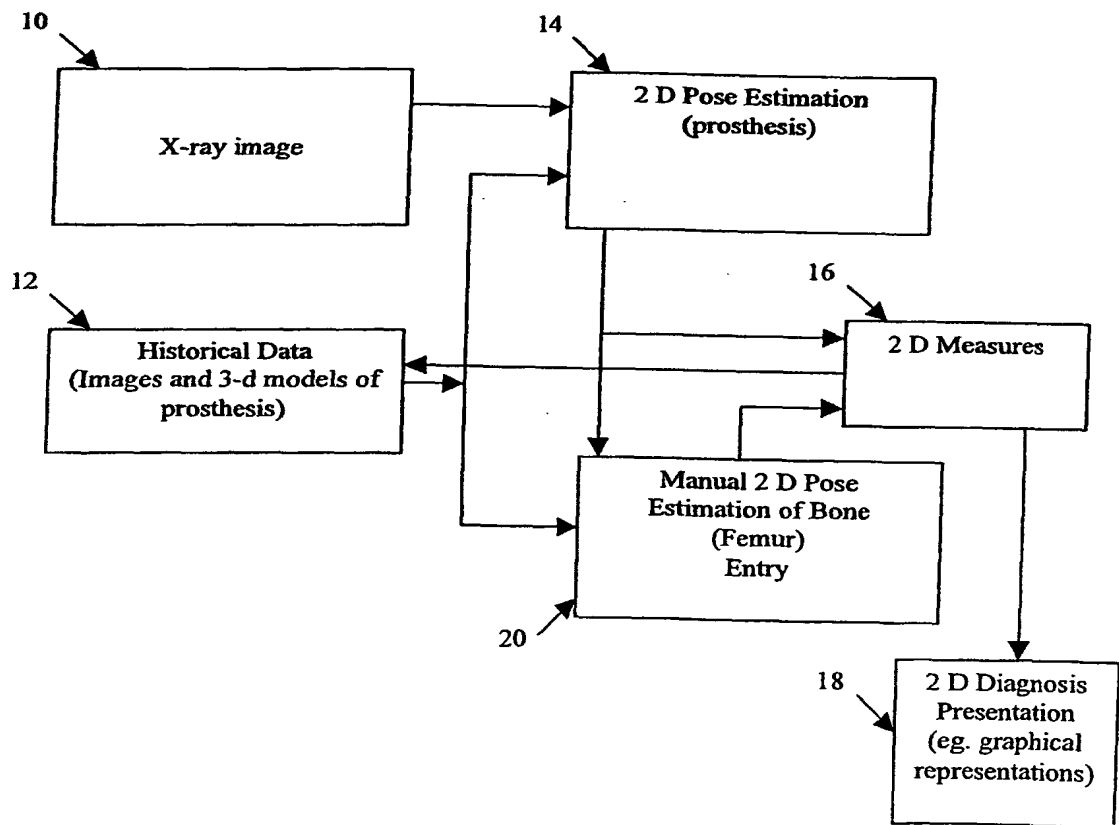 10
X-ray image
14
2 D Pose Estimation
(prosthesis)
12
Historical Data
(Images and 3-d models of
prosthesis)
16
2 D Measures
Manual 2 D Pose
Estimation of Bone
(Femur)
Entry
20
18
2 D Diagnosis
Presentation
(eg. graphical
representations)